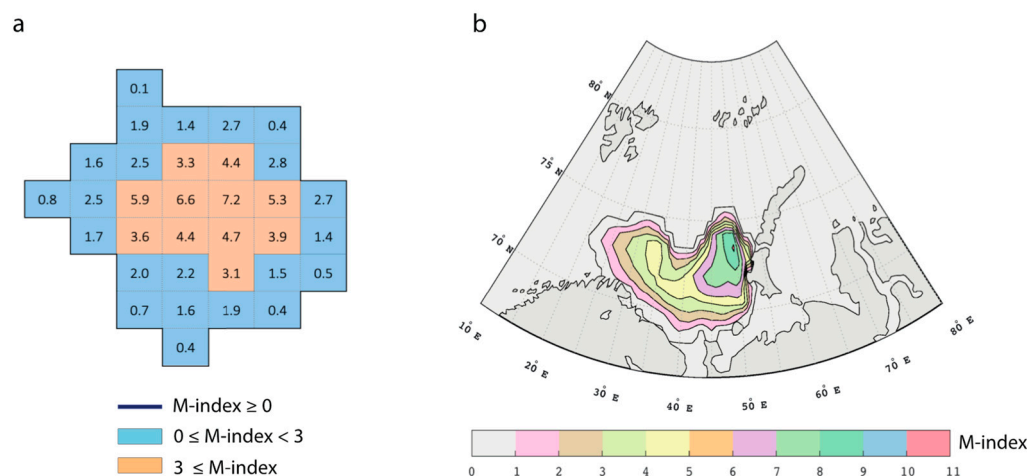 a
0.1
1.9 1.4 2.7 0.4
1.6 2.5 3.3 4.4 2.8
0.8 2.5 5.9 6.6 7.2 5.3 2.7
1.7 3.6 4.4 4.7 3.9 1.4
2.0 2.2 3.1 1.5 0.5
0.7 1.6 1.9 0.4
0.4
M-index ≥ 0
0 ≤ M-index < 3
3 ≤ M-index
b
80° N
75° N
70° N
10° E
20° E
30° E
40° E
50° E
60° E
70° E
80° E
M-index
0 1 2 3 4 5 6 7 8 9 10 11